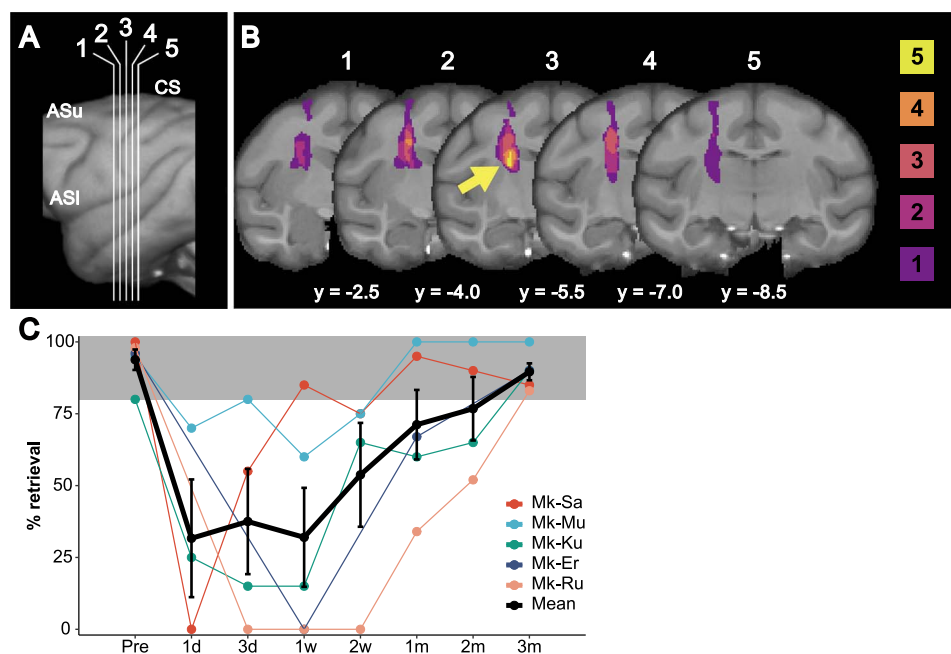 A
1 2 3 4 5
CS
ASu
ASl
B
1 2 3 4 5
y = -2.5 y = -4.0 y = -5.5 y = -7.0 y = -8.5
5
4
3
2
1
C
% retrieval
100
75
50
25
0
Pre 1d 3d 1w 2w 1m 2m 3m
Mk-Sa
Mk-Mu
Mk-Ku
Mk-Er
Mk-Ru
Mean